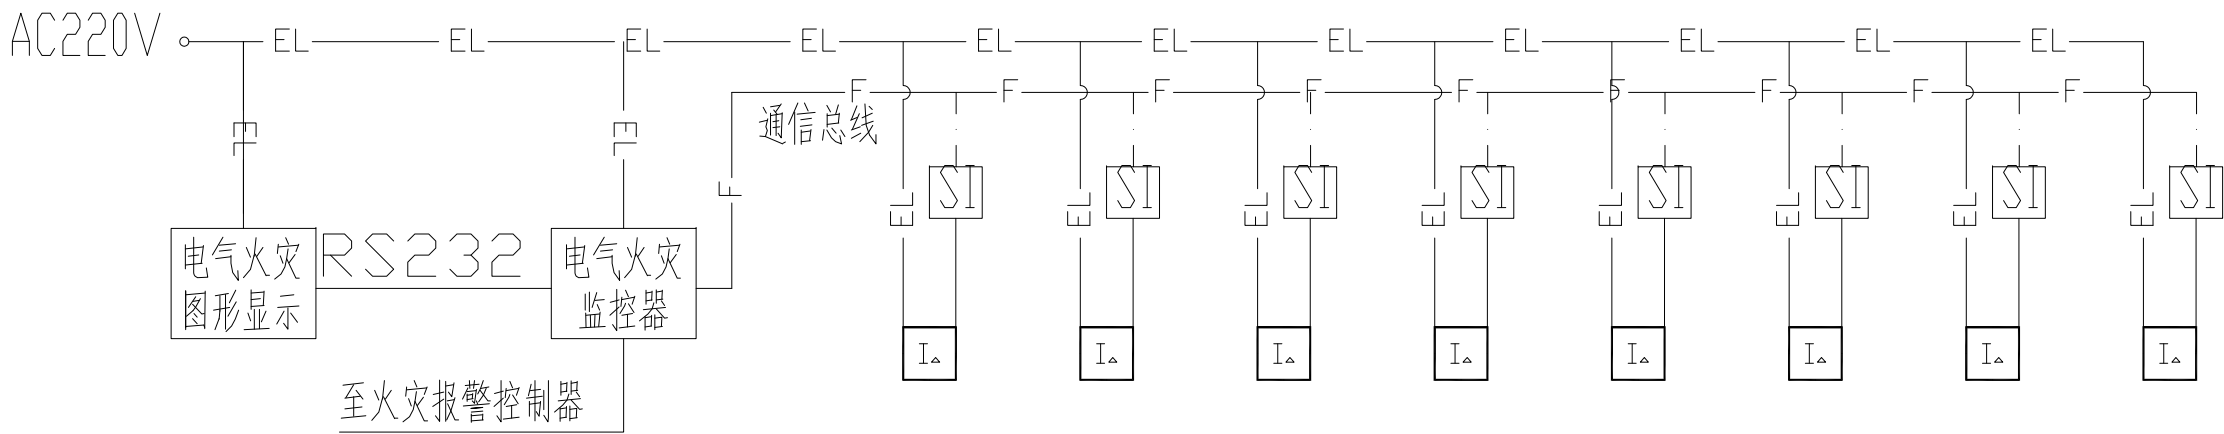 AC220V EL EL EL EL EL EL EL EL EL EL EL
F F F F F F F F F
通信总线
EL EL
F
SI SI SI SI SI SI SI SI
EL EL EL EL EL EL EL EL
电气火灾
图形显示
RS232
电气火灾
监控器
I△ I△ I△ I△ I△ I△ I△ I△
至火灾报警控制器